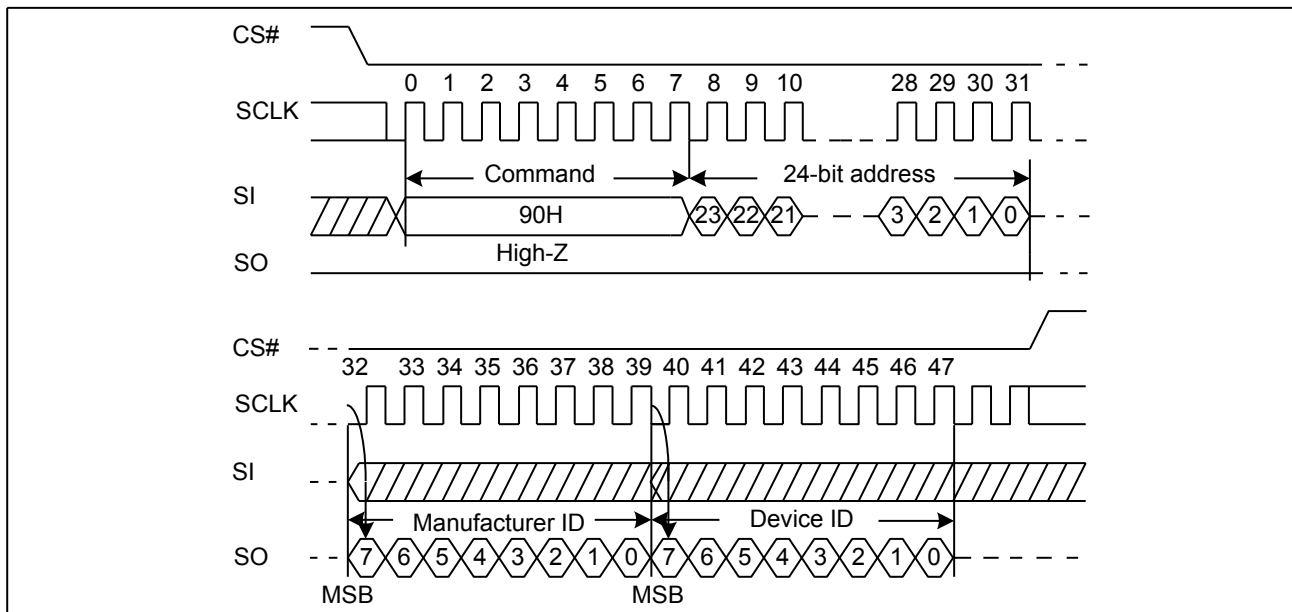 CS#
0 1 2 3 4 5 6 7 8 9 10 28 29 30 31
SCLK
Command 24-bit address
SI
90H 23 22 21 3 2 1 0
High-Z
SO
CS#
32 33 34 35 36 37 38 39 40 41 42 43 44 45 46 47
SCLK
SI
Manufacturer ID Device ID
SO 7 6 5 4 3 2 1 0 7 6 5 4 3 2 1 0
MSB MSB